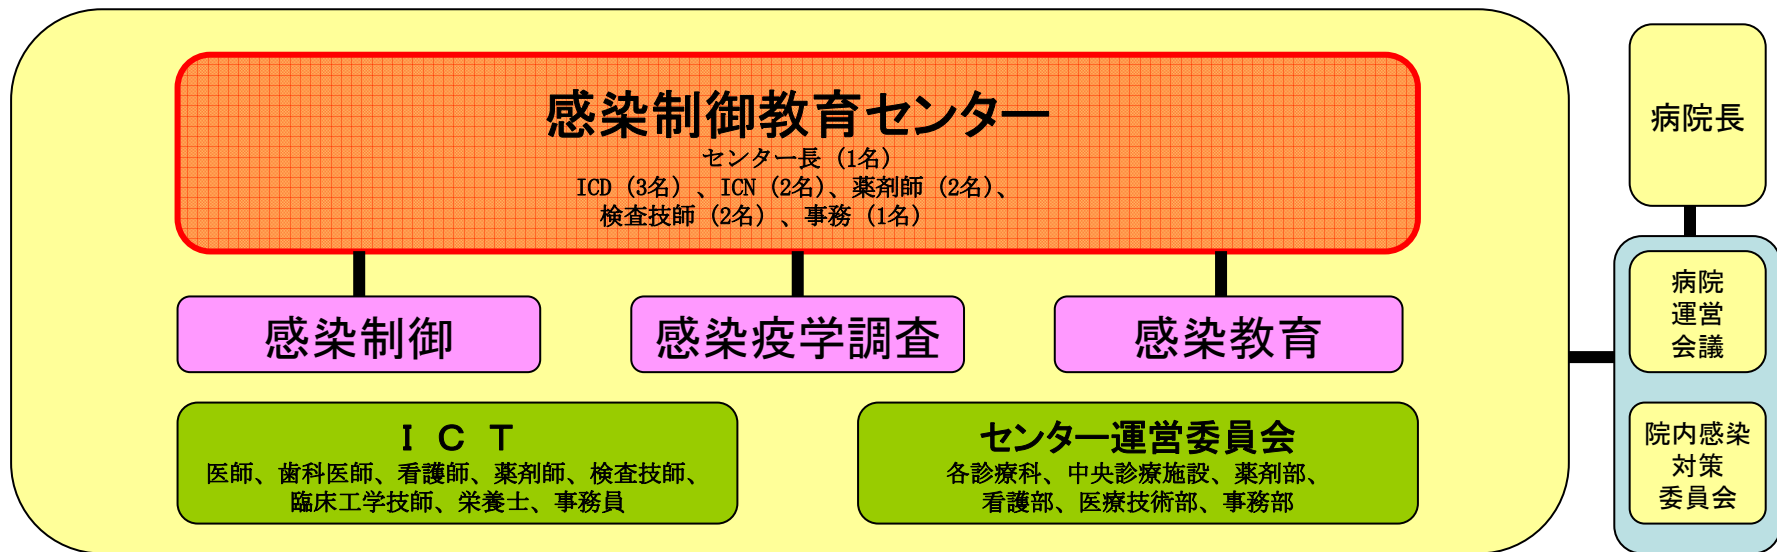 感染制御教育センター
センター長（1名）
ICD（3名）、ICN（2名）、薬剤師（2名）、
検査技師（2名）、事務（1名）
感染制御
感染疫学調査
感染教育
ＩＣＴ
医師、歯科医師、看護師、薬剤師、検査技師、
臨床工学技師、栄養士、事務員
センター運営委員会
各診療科、中央診療施設、薬剤部、
看護部、医療技術部、事務部
病院長
病院
運営
会議
院内感染
対策
委員会